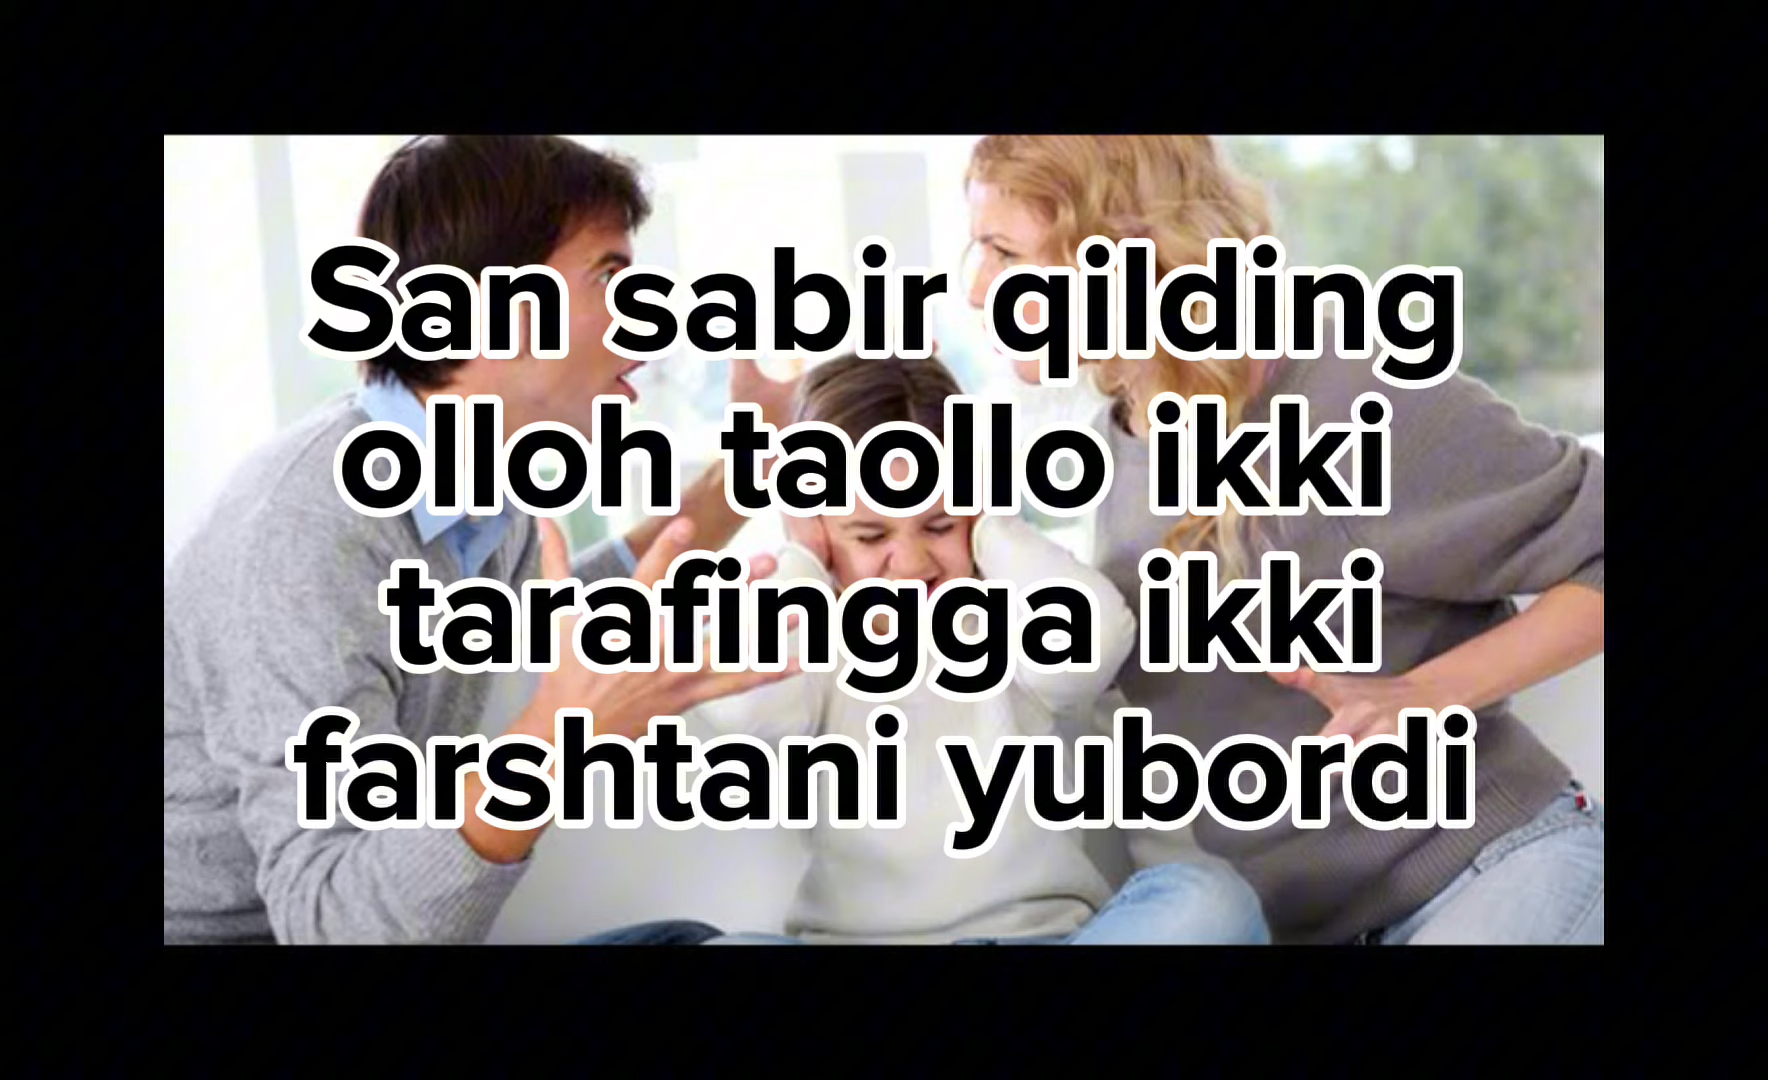 San sabir qilding
olloh taollo ikki
tarafingga ikki
farshtani yubordi